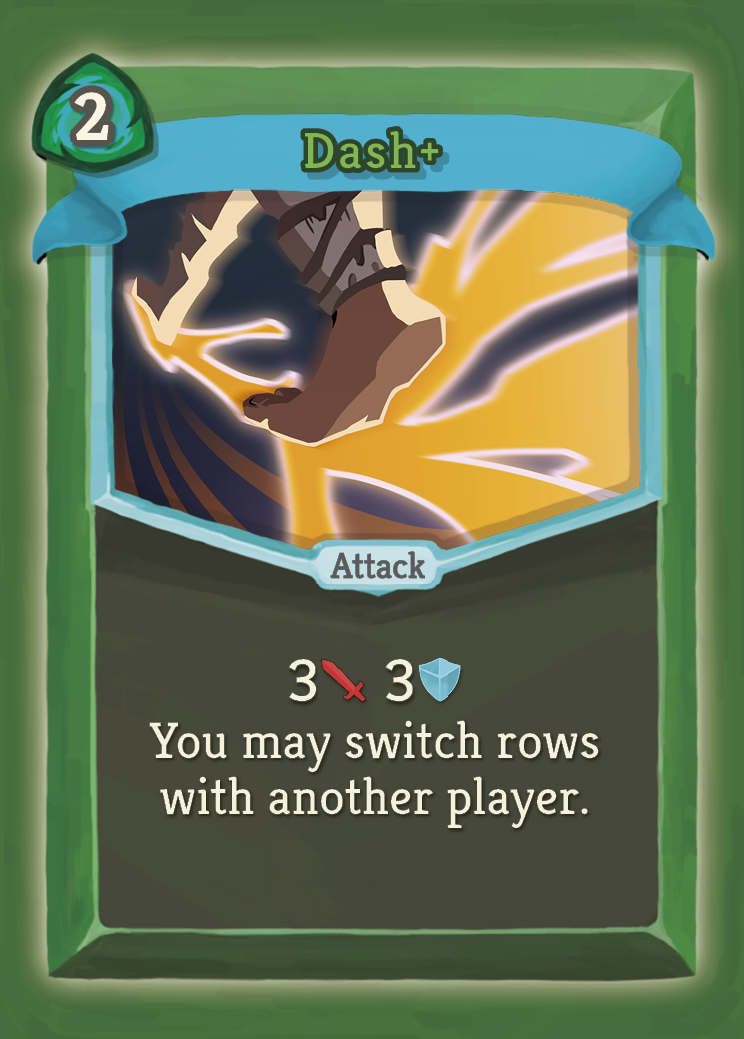 2
Dash+
Attack
3 3
You may switch rows
with another player.